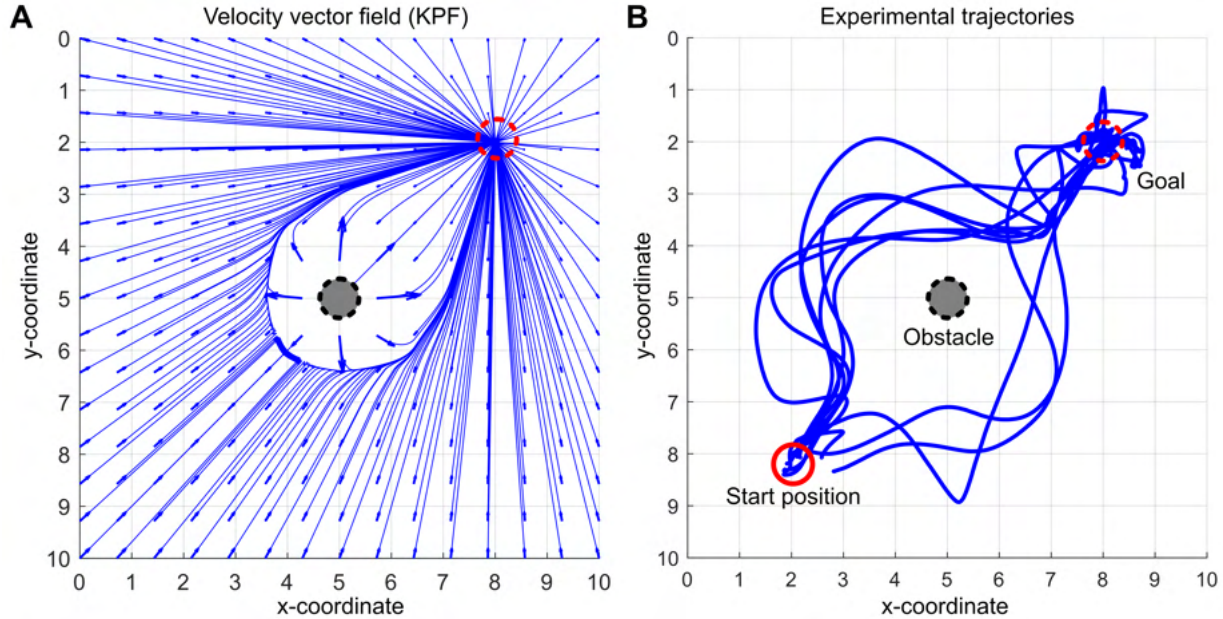 A
Velocity vector field (KPF)
0
1
2
3
4
5
6
7
8
9
10
y-coordinate
0 1 2 3 4 5 6 7 8 9 10
x-coordinate
B
Experimental trajectories
0
1
2
3
4
5
6
7
8
9
10
y-coordinate
Goal
Obstacle
Start position
0 1 2 3 4 5 6 7 8 9 10
x-coordinate